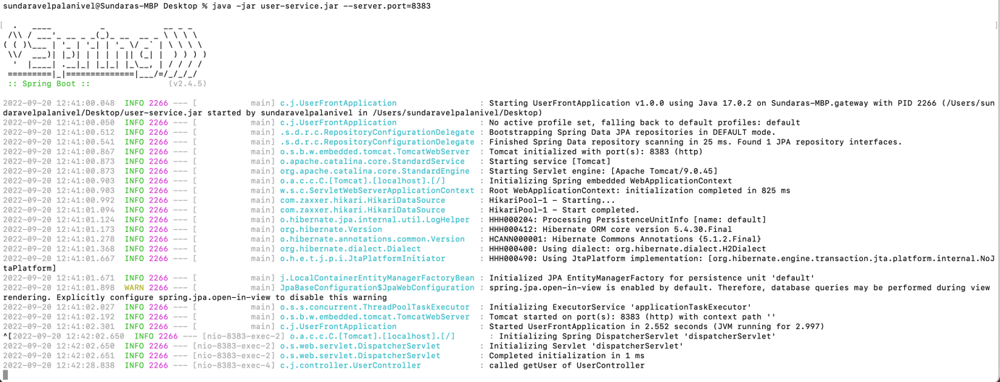 sundaravelpalanivel@Sundaras-MBP Desktop % java -jar user-service.jar --server.port=8383
[                                                                                       ]
  .   ____          _            __ _ _
 /\\ / ___'_ __ _ _(_)_ __  __ _ \ \ \ \
( ( )\___ | '_ | '_| | '_ \/ _` | \ \ \ \
 \\/  ___)| |_)| | | | | || (_| |  ) ) ) )
  '  |____| .__|_| |_|_| |_\__, | / / / /
 =========|_|==============|___/=/_/_/_/
 :: Spring Boot ::                (v2.4.5)
2022-09-20 12:41:00.048  INFO 2266 --- [           main] c.j.UserFrontApplication                 : Starting UserFrontApplication v1.0.0 using Java 17.0.2 on Sundaras-MBP.gateway with PID 2266 (/Users/sun
daravelpalanivel/Desktop/user-service.jar started by sundaravelpalanivel in /Users/sundaravelpalanivel/Desktop)
2022-09-20 12:41:00.050  INFO 2266 --- [           main] c.j.UserFrontApplication                 : No active profile set, falling back to default profiles: default
2022-09-20 12:41:00.512  INFO 2266 --- [           main] .s.d.r.c.RepositoryConfigurationDelegate : Bootstrapping Spring Data JPA repositories in DEFAULT mode.
2022-09-20 12:41:00.541  INFO 2266 --- [           main] .s.d.r.c.RepositoryConfigurationDelegate : Finished Spring Data repository scanning in 25 ms. Found 1 JPA repository interfaces.
2022-09-20 12:41:00.867  INFO 2266 --- [           main] o.s.b.w.embedded.tomcat.TomcatWebServer  : Tomcat initialized with port(s): 8383 (http)
2022-09-20 12:41:00.873  INFO 2266 --- [           main] o.apache.catalina.core.StandardService   : Starting service [Tomcat]
2022-09-20 12:41:00.873  INFO 2266 --- [           main] org.apache.catalina.core.StandardEngine  : Starting Servlet engine: [Apache Tomcat/9.0.45]
2022-09-20 12:41:00.903  INFO 2266 --- [           main] o.a.c.c.C.[Tomcat].[localhost].[/]       : Initializing Spring embedded WebApplicationContext
2022-09-20 12:41:00.903  INFO 2266 --- [           main] w.s.c.ServletWebServerApplicationContext : Root WebApplicationContext: initialization completed in 825 ms
2022-09-20 12:41:00.992  INFO 2266 --- [           main] com.zaxxer.hikari.HikariDataSource       : HikariPool-1 - Starting...
2022-09-20 12:41:01.094  INFO 2266 --- [           main] com.zaxxer.hikari.HikariDataSource       : HikariPool-1 - Start completed.
2022-09-20 12:41:01.124  INFO 2266 --- [           main] o.hibernate.jpa.internal.util.LogHelper  : HHH000204: Processing PersistenceUnitInfo [name: default]
2022-09-20 12:41:01.173  INFO 2266 --- [           main] org.hibernate.Version                    : HHH000412: Hibernate ORM core version 5.4.30.Final
2022-09-20 12:41:01.278  INFO 2266 --- [           main] o.hibernate.annotations.common.Version   : HCANN000001: Hibernate Commons Annotations {5.1.2.Final}
2022-09-20 12:41:01.368  INFO 2266 --- [           main] org.hibernate.dialect.Dialect            : HHH000400: Using dialect: org.hibernate.dialect.H2Dialect
2022-09-20 12:41:01.667  INFO 2266 --- [           main] o.h.e.t.j.p.i.JtaPlatformInitiator       : HHH000490: Using JtaPlatform implementation: [org.hibernate.engine.transaction.jta.platform.internal.NoJ
taPlatform]
2022-09-20 12:41:01.671  INFO 2266 --- [           main] j.LocalContainerEntityManagerFactoryBean : Initialized JPA EntityManagerFactory for persistence unit 'default'
2022-09-20 12:41:01.898  WARN 2266 --- [           main] JpaBaseConfiguration$JpaWebConfiguration : spring.jpa.open-in-view is enabled by default. Therefore, database queries may be performed during view
rendering. Explicitly configure spring.jpa.open-in-view to disable this warning
2022-09-20 12:41:02.027  INFO 2266 --- [           main] o.s.s.concurrent.ThreadPoolTaskExecutor  : Initializing ExecutorService 'applicationTaskExecutor'
2022-09-20 12:41:02.192  INFO 2266 --- [           main] o.s.b.w.embedded.tomcat.TomcatWebServer  : Tomcat started on port(s): 8383 (http) with context path ''
2022-09-20 12:41:02.301  INFO 2266 --- [           main] c.j.UserFrontApplication                 : Started UserFrontApplication in 2.552 seconds (JVM running for 2.997)
^[[2022-09-20 12:42:02.650  INFO 2266 --- [nio-8383-exec-2] o.a.c.c.C.[Tomcat].[localhost].[/]       : Initializing Spring DispatcherServlet 'dispatcherServlet'
2022-09-20 12:42:02.650  INFO 2266 --- [nio-8383-exec-2] o.s.web.servlet.DispatcherServlet        : Initializing Servlet 'dispatcherServlet'
2022-09-20 12:42:02.651  INFO 2266 --- [nio-8383-exec-2] o.s.web.servlet.DispatcherServlet        : Completed initialization in 1 ms
2022-09-20 12:42:28.838  INFO 2266 --- [nio-8383-exec-4] c.j.controller.UserController            : called getUser of UserController